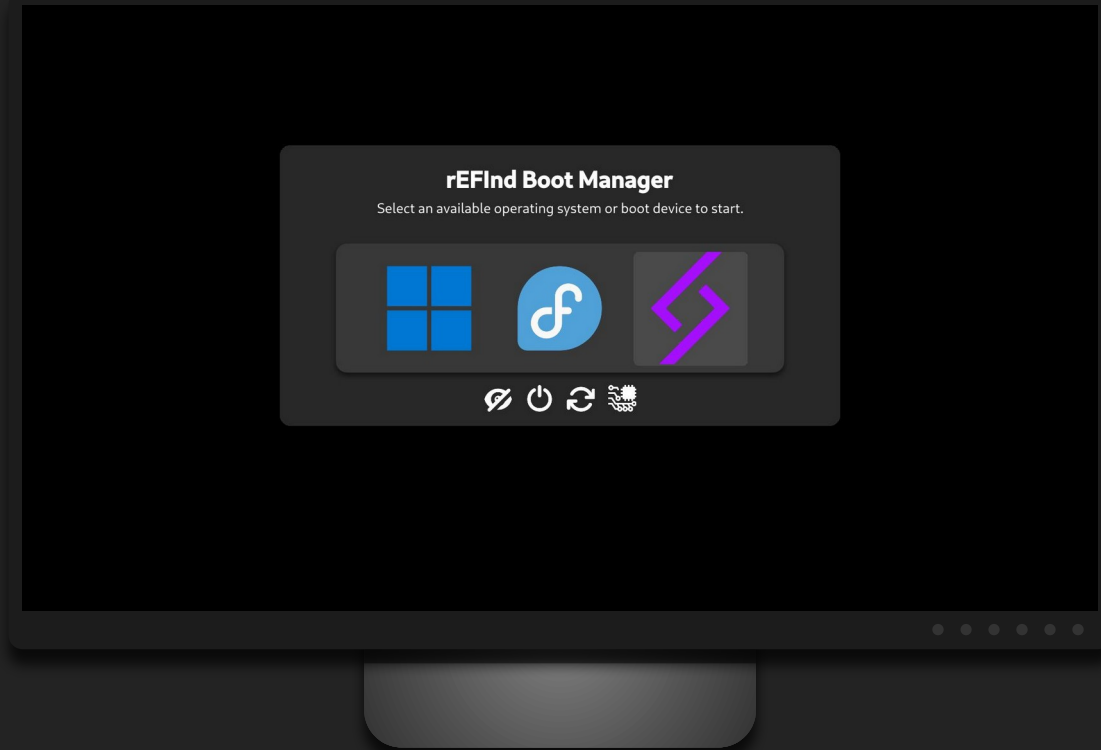 rEFInd Boot Manager
Select an available operating system or boot device to start.